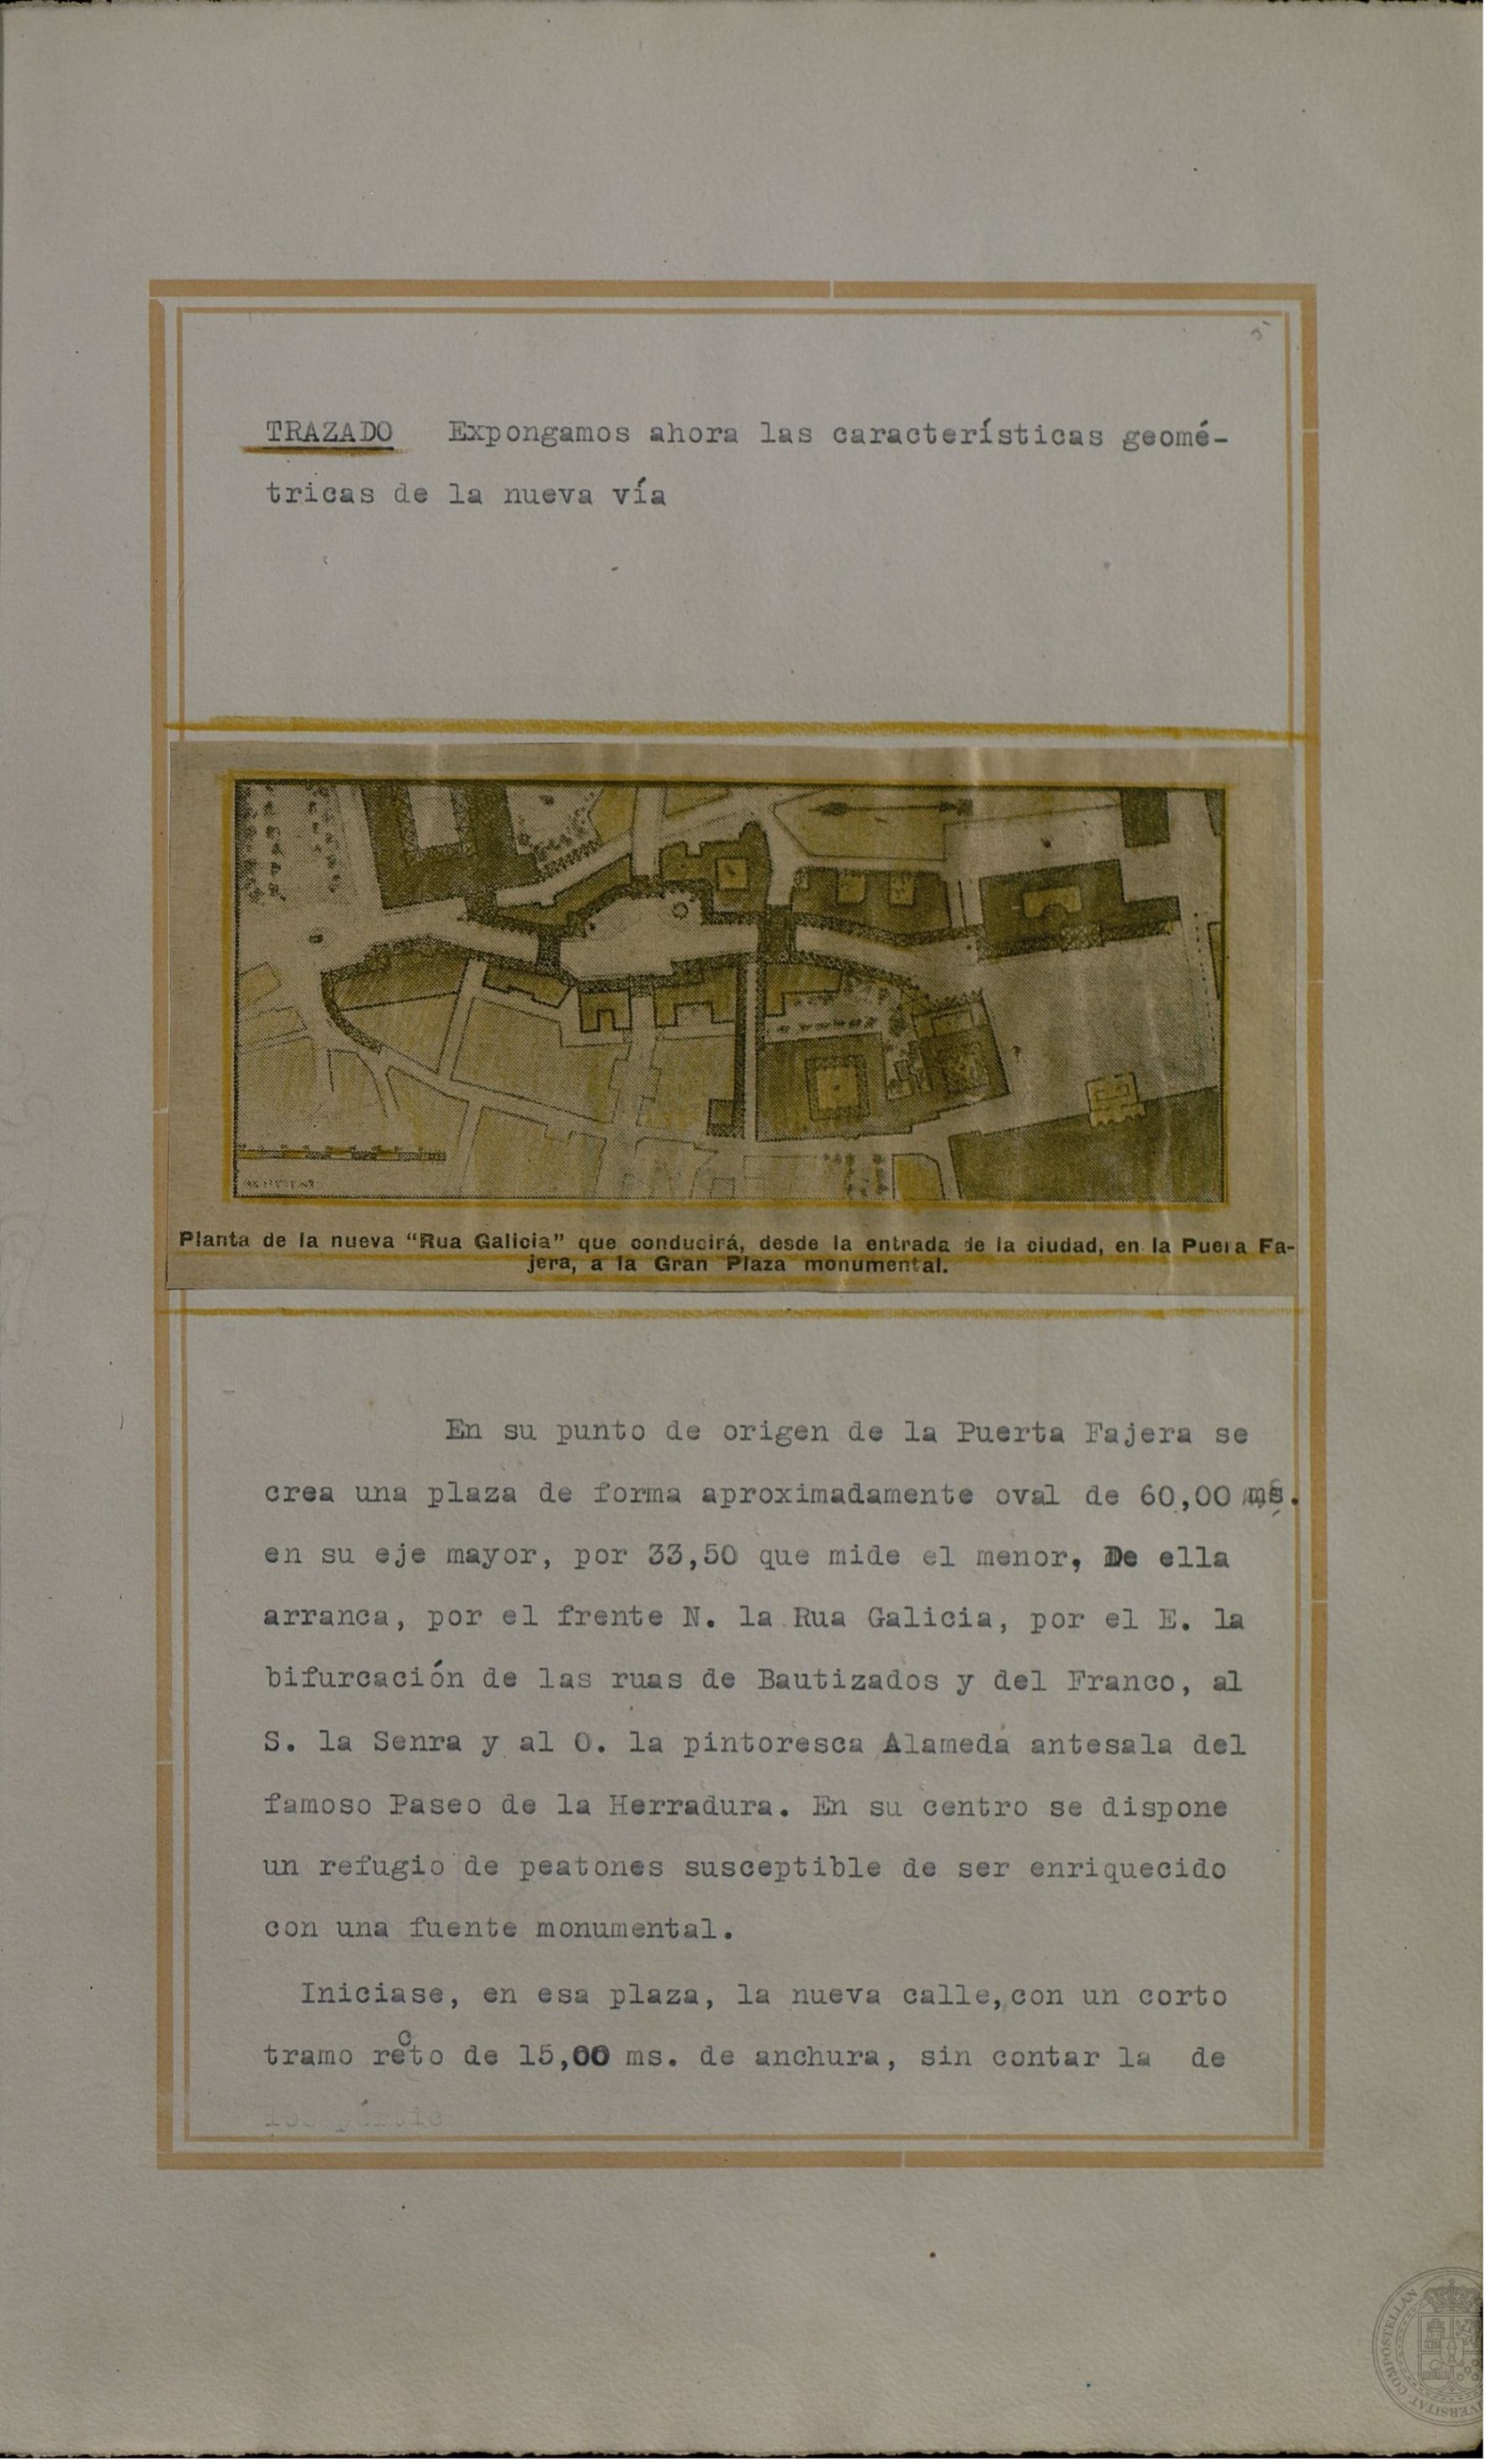 TRAZADO Expongamos ahora las características geomé-
tricas de la nueva vía
Planta de la nueva “Rua Galicia” que conducirá, desde la entrada de la ciudad, en la Puera Fa-
jera, a la Gran Plaza monumental.
En su punto de origen de la Puerta Fajera se
crea una plaza de forma aproximadamente oval de 60,00 ms.
en su eje mayor, por 33,50 que mide el menor, De ella
arranca, por el frente N. la Rua Galicia, por el E. la
bifurcación de las ruas de Bautizados y del Franco, al
S. la Senra y al O. la pintoresca Alameda antesala del
famoso Paseo de la Herradura. En su centro se dispone
un refugio de peatones susceptible de ser enriquecido
con una fuente monumental.
Iniciase, en esa plaza, la nueva calle, con un corto
tramo recto de 15,00 ms. de anchura, sin contar la de